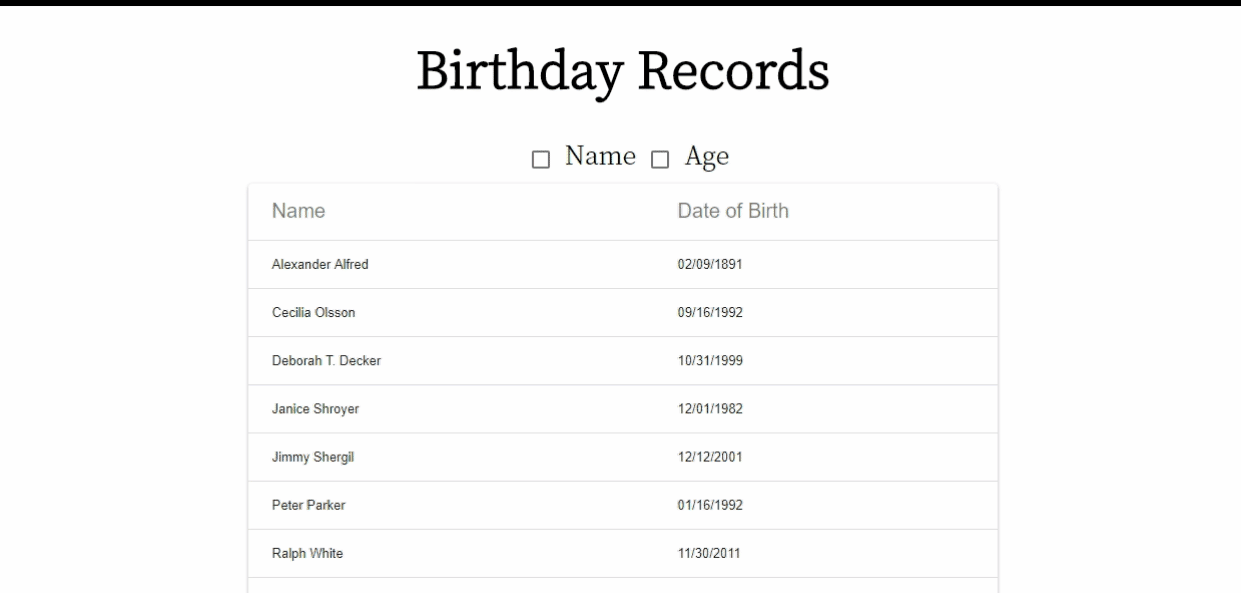 Birthday Records
Name Age
Name Date of Birth
Alexander Alfred 02/09/1891
Cecilia Olsson 09/16/1992
Deborah T. Decker 10/31/1999
Janice Shroyer 12/01/1982
Jimmy Shergil 12/12/2001
Peter Parker 01/16/1992
Ralph White 11/30/2011